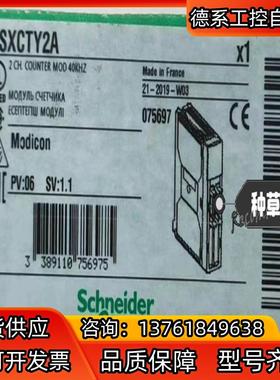 德系工控自
SXCTY2A
x1
2 CH. COUNTER MOD 40KHZ
Made in France
21-2019-W03
МОДУЛЬ СЧЕТЧИКА
ЕСЕПТЕГІШ МОДУЛІ
075697
Modicon
PV:06 SV:1.1
种草
3 389110 756975
Schneider
货供应
咨询：13761849638
可开发票
品质保障
型号齐